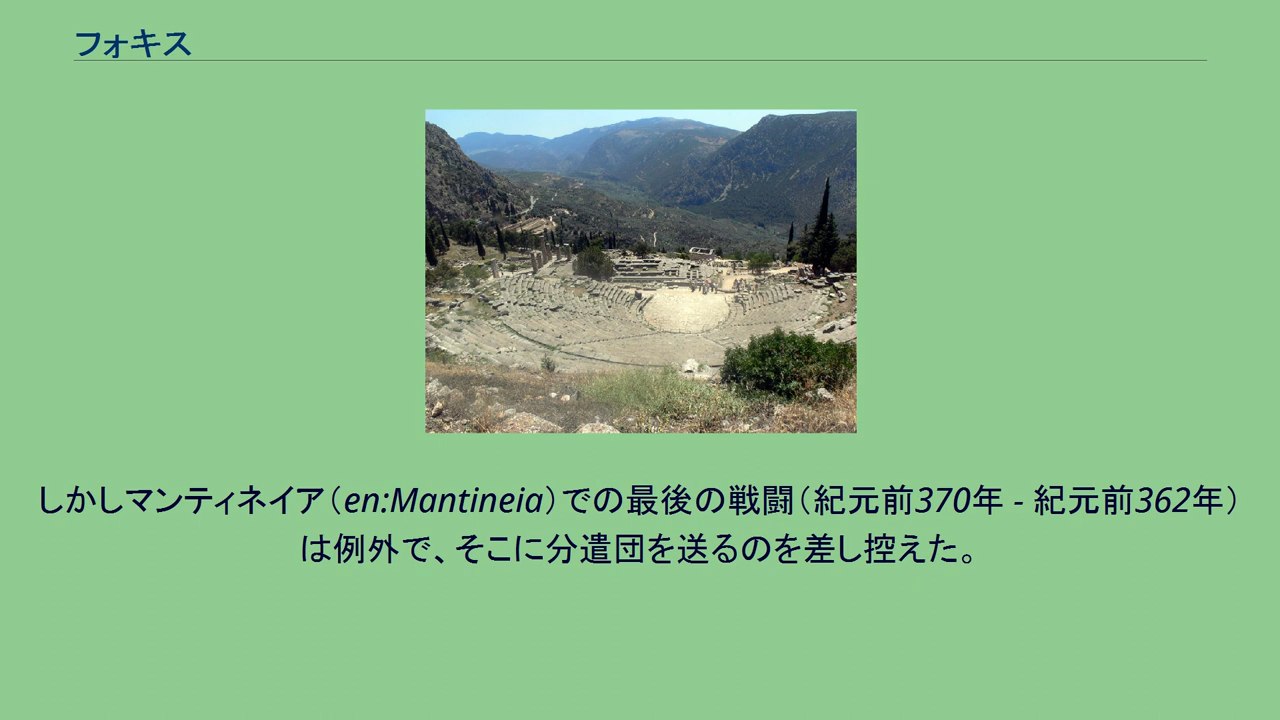 フォキス
しかしマンティネイア（en:Mantineia）での最後の戦闘（紀元前370年 - 紀元前362年）
は例外で、そこに分遣団を送るのを差し控えた。